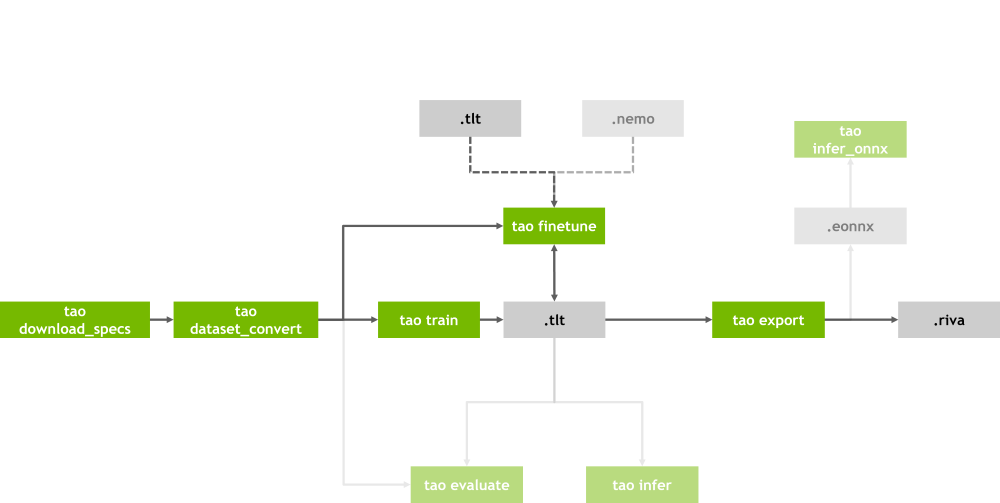 .tlt
.nemo
tao
infer_onnx
tao finetune
.eonnx
tao
download_specs
tao
dataset_convert
tao train
.tlt
tao export
.riva
tao evaluate
tao infer